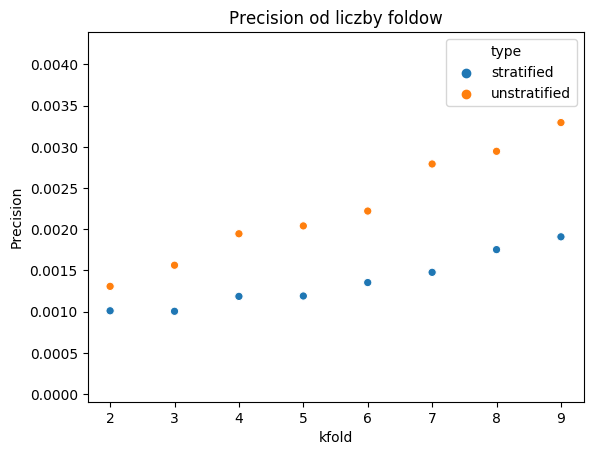 Precision od liczby foldow
type
stratified
unstratified
0.0040
0.0035
0.0030
0.0025
0.0020
0.0015
0.0010
0.0005
0.0000
Precision
2 3 4 5 6 7 8 9
kfold